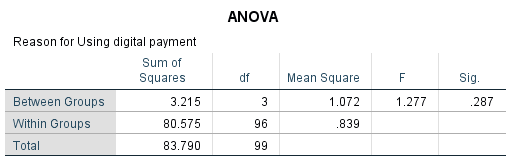 ANOVA
Reason for Using digital payment
Sum of Squares df Mean Square F Sig.
Between Groups 3.215 3 1.072 1.277 .287
Within Groups 80.575 96 .839
Total 83.790 99